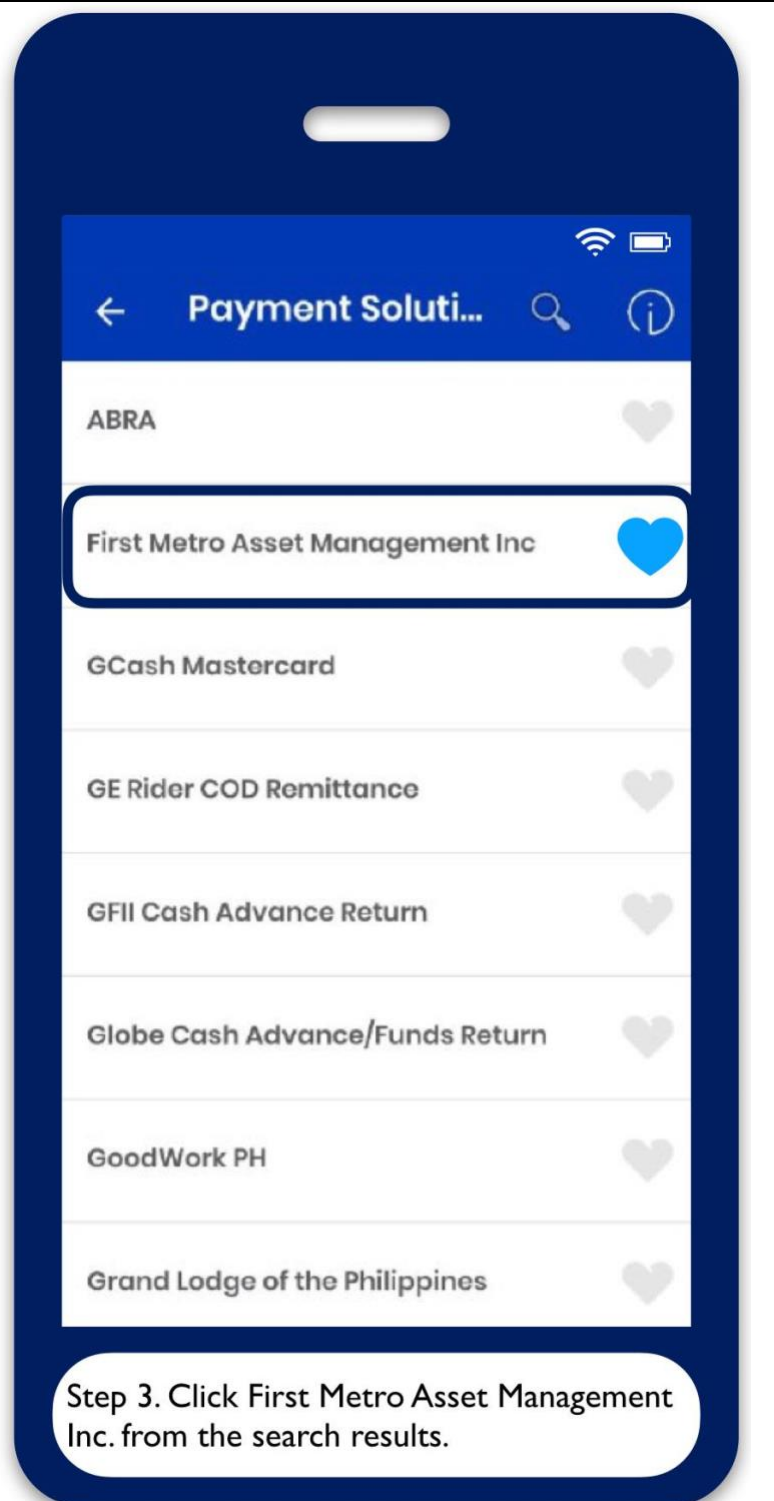 Payment Soluti...
ABRA
First Metro Asset Management Inc
GCash Mastercard
GE Rider COD Remittance
GFII Cash Advance Return
Globe Cash Advance/Funds Return
GoodWork PH
Grand Lodge of the Philippines
Step 3. Click First Metro Asset Management
Inc. from the search results.